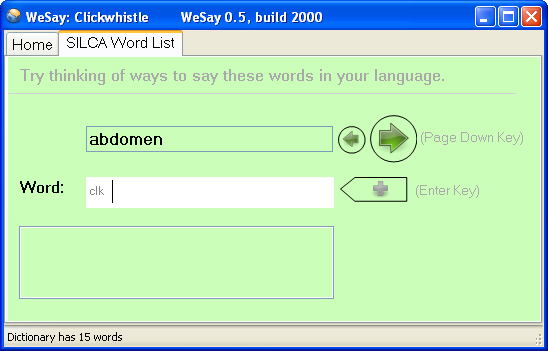 WeSay: Clickwhistle WeSay 0.5, build 2000
Home SILCA Word List
Try thinking of ways to say these words in your language.
abdomen (Page Down Key)
Word: clk (Enter Key)
Dictionary has 15 words